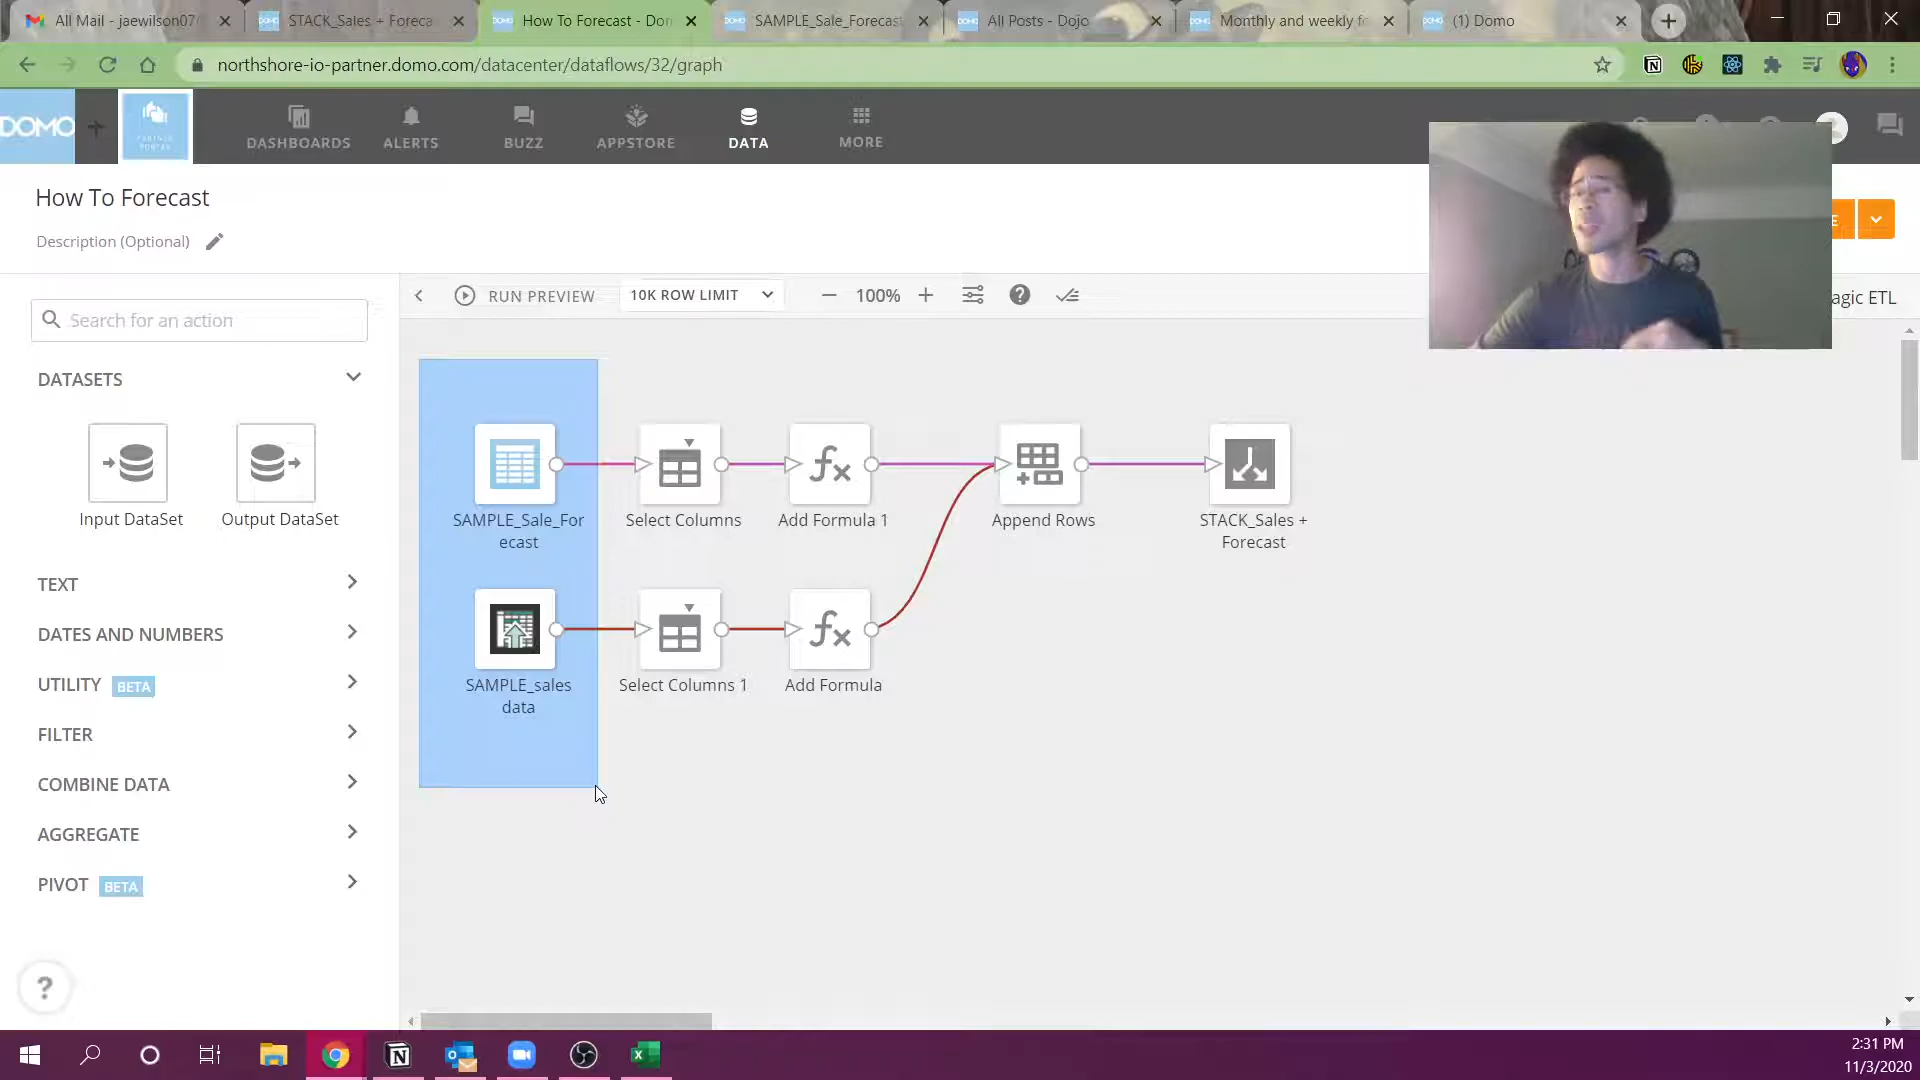 All Mail - jaewilson07
STACK_Sales + Foreca
How To Forecast - Don
SAMPLE_Sale_Forecast
All Posts - Dojo
Monthly and weekly fo
(1) Domo
northshore-io-partner.domo.com/datacenter/dataflows/32/graph
DOMO
PARTNER
PORTAL
DASHBOARDS
ALERTS
BUZZ
APPSTORE
DATA
MORE
How To Forecast
Description (Optional)
E
RUN PREVIEW
10K ROW LIMIT
100%
agic ETL
Search for an action
DATASETS
Input DataSet
Output DataSet
TEXT
DATES AND NUMBERS
UTILITY BETA
FILTER
COMBINE DATA
AGGREGATE
PIVOT BETA
SAMPLE_Sale_For
ecast
Select Columns
Add Formula 1
Append Rows
STACK_Sales +
Forecast
SAMPLE_sales
data
Select Columns 1
Add Formula
?
2:31 PM
11/3/2020